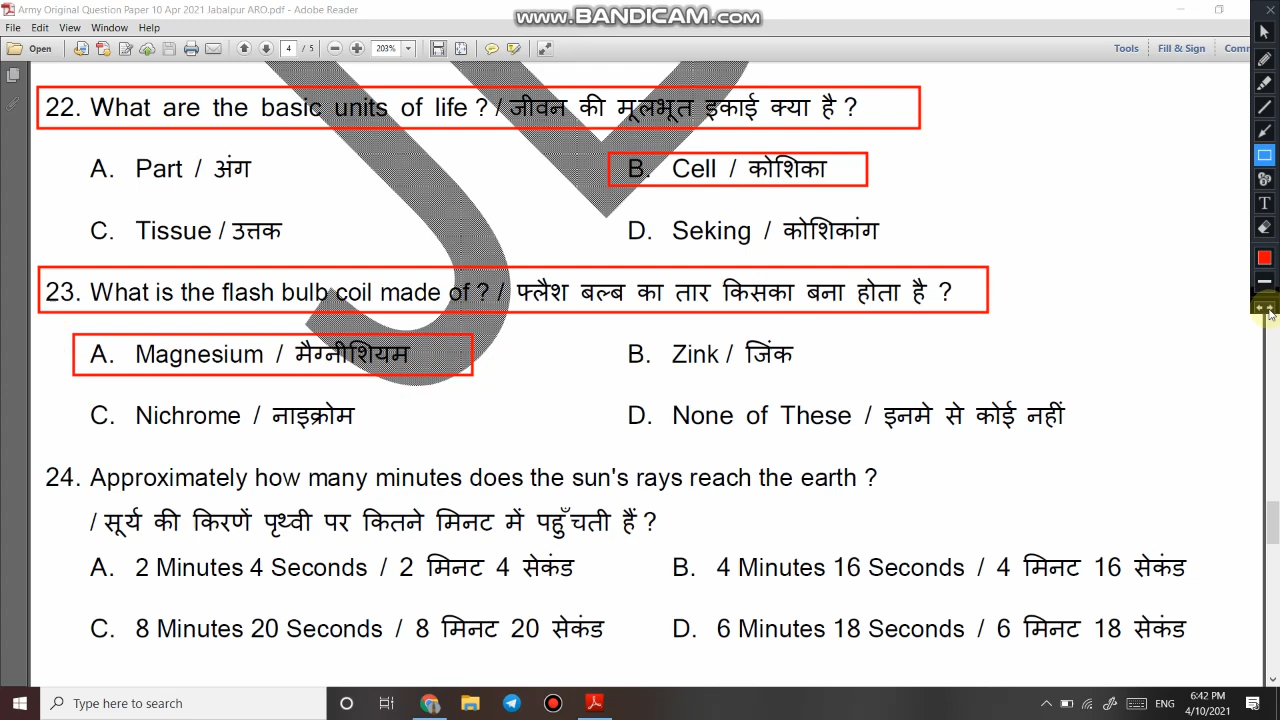 Army Original Question Paper 10 Apr 2021 Jabalpur ARO.pdf - Adobe Reader
www.BANDICAM.com
File Edit View Window Help
Open 4 / 5 203% Tools Fill & Sign Comm
22. What are the basic units of life ? / जीवन की मूलभूत इकाई क्या है ?
A. Part / अंग B. Cell / कोशिका
C. Tissue / उत्तक D. Seking / कोशिकांग
23. What is the flash bulb coil made of ? / फ्लैश बल्ब का तार किसका बना होता है ?
A. Magnesium / मैग्नीशियम B. Zink / जिंक
C. Nichrome / नाइक्रोम D. None of These / इनमे से कोई नहीं
24. Approximately how many minutes does the sun's rays reach the earth ?
/ सूर्य की किरणें पृथ्वी पर कितने मिनट में पहुँचती हैं ?
A. 2 Minutes 4 Seconds / 2 मिनट 4 सेकंड B. 4 Minutes 16 Seconds / 4 मिनट 16 सेकंड
C. 8 Minutes 20 Seconds / 8 मिनट 20 सेकंड D. 6 Minutes 18 Seconds / 6 मिनट 18 सेकंड
Type here to search ENG 6:42 PM
4/10/2021